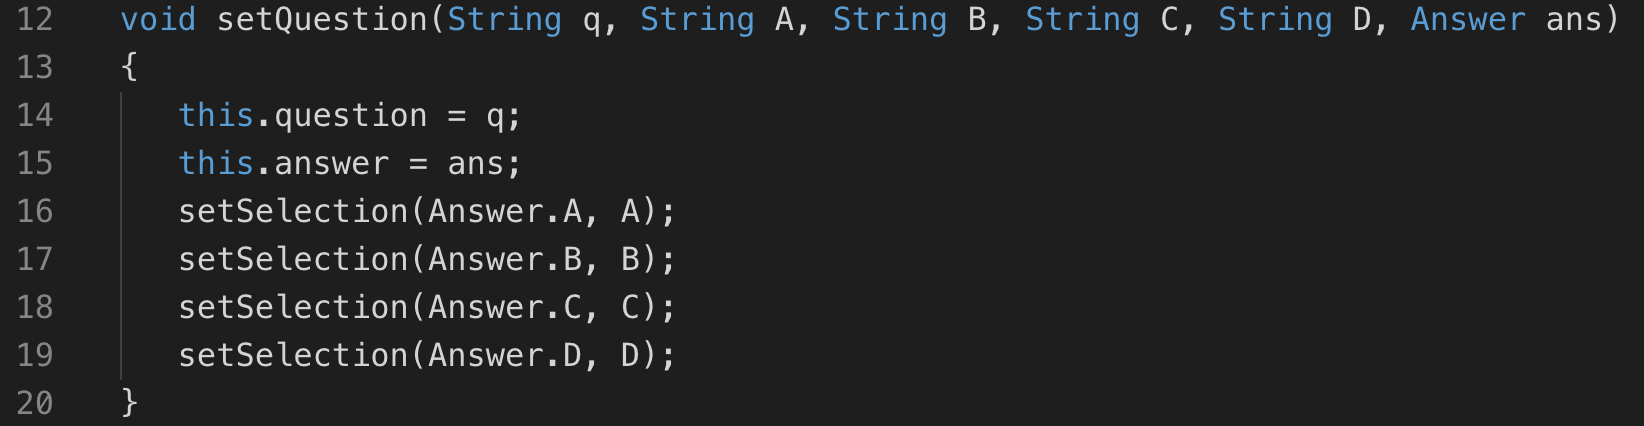 12 void setQuestion(String q, String A, String B, String C, String D, Answer ans)
13 {
14 this.question = q;
15 this.answer = ans;
16 setSelection(Answer.A, A);
17 setSelection(Answer.B, B);
18 setSelection(Answer.C, C);
19 setSelection(Answer.D, D);
20 }